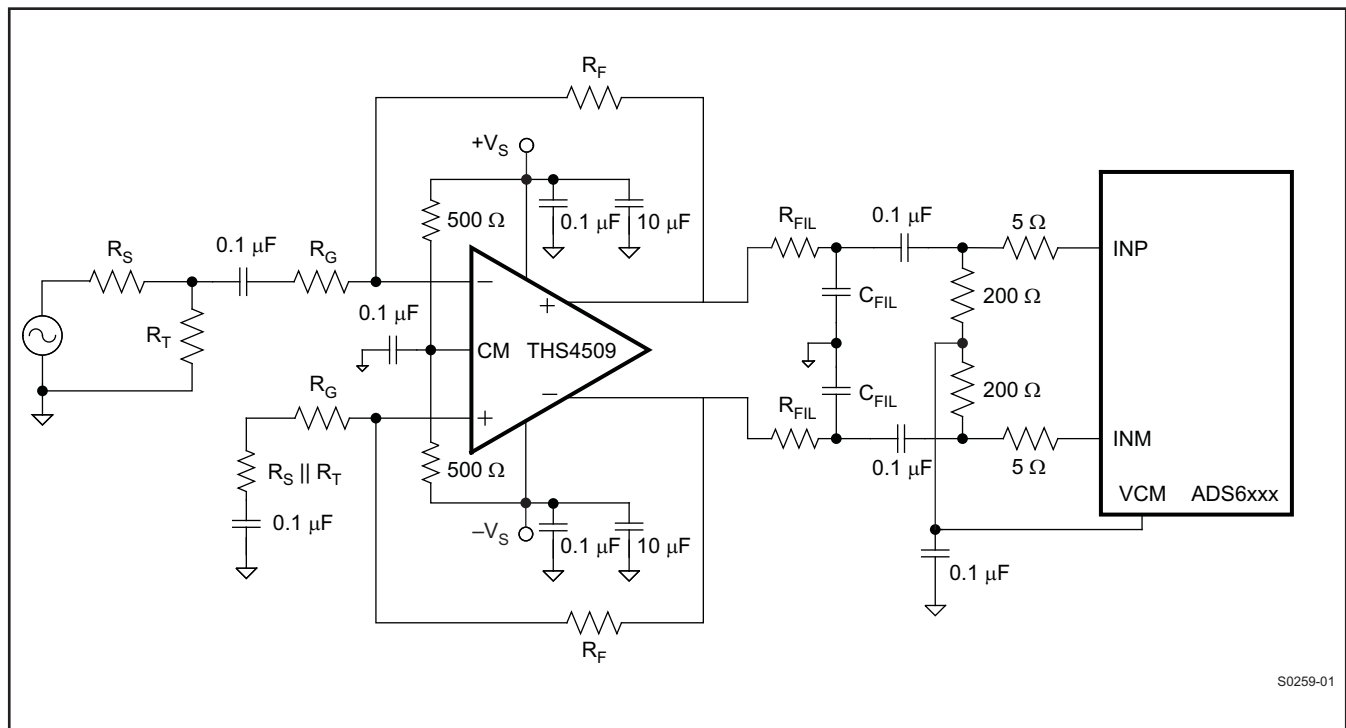 R_F
+V_S
500 Ω
0.1 μF
10 μF
R_S
0.1 μF
R_G
R_T
0.1 μF
−
+
CM
THS4509
+
−
R_FIL
0.1 μF
5 Ω
INP
C_FIL
200 Ω
C_FIL
200 Ω
R_FIL
0.1 μF
5 Ω
INM
VCM
ADS6xxx
0.1 μF
R_G
R_S || R_T
0.1 μF
500 Ω
−V_S
0.1 μF
10 μF
R_F
S0259-01